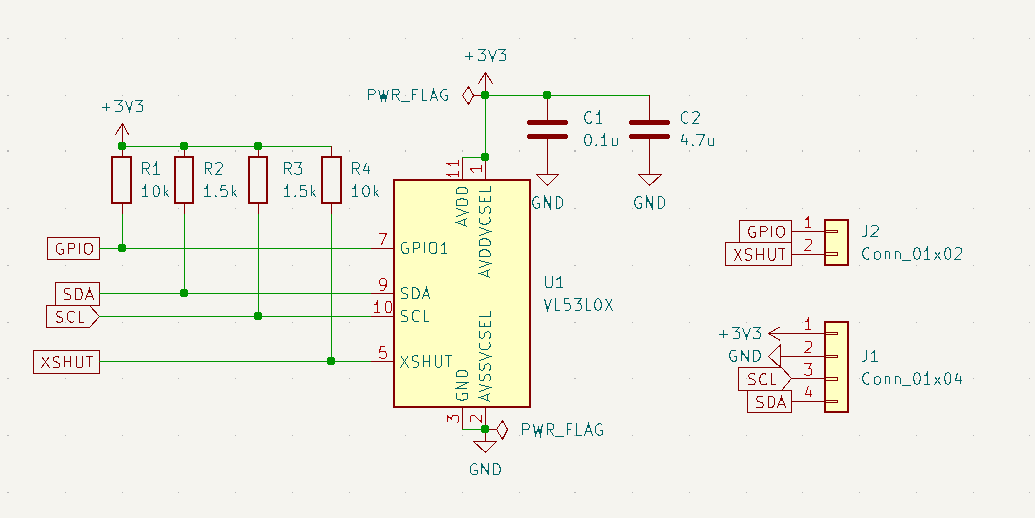 +3V3
PWR_FLAG
+3V3
C1
0.1u
C2
4.7u
GND
GND
R1
10k
R2
1.5k
R3
1.5k
R4
10k
11
1
AVDD
AVDDVCSEL
GPIO
7
GPIO1
SDA
9
SDA
SCL
10
SCL
XSHUT
5
XSHUT
U1
VL53L0X
GND
AVSSVCSEL
3
2
PWR_FLAG
GND
GPIO
1
XSHUT
2
J2
Conn_01x02
+3V3
1
GND
2
SCL
3
SDA
4
J1
Conn_01x04